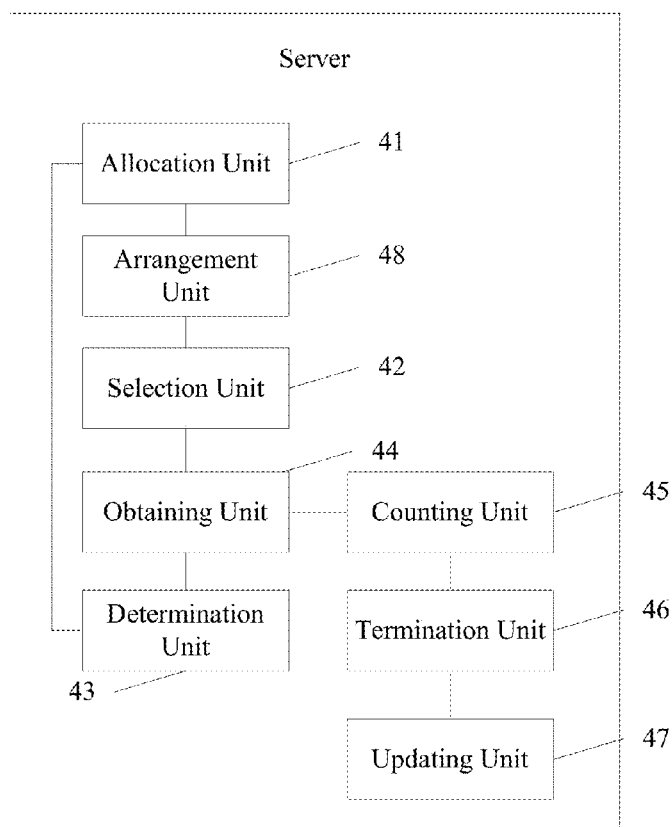 Server
Allocation Unit
41
Arrangement
Unit
48
Selection Unit
42
44
Obtaining Unit
Counting Unit
45
Determination
Unit
43
Termination Unit
46
Updating Unit
47